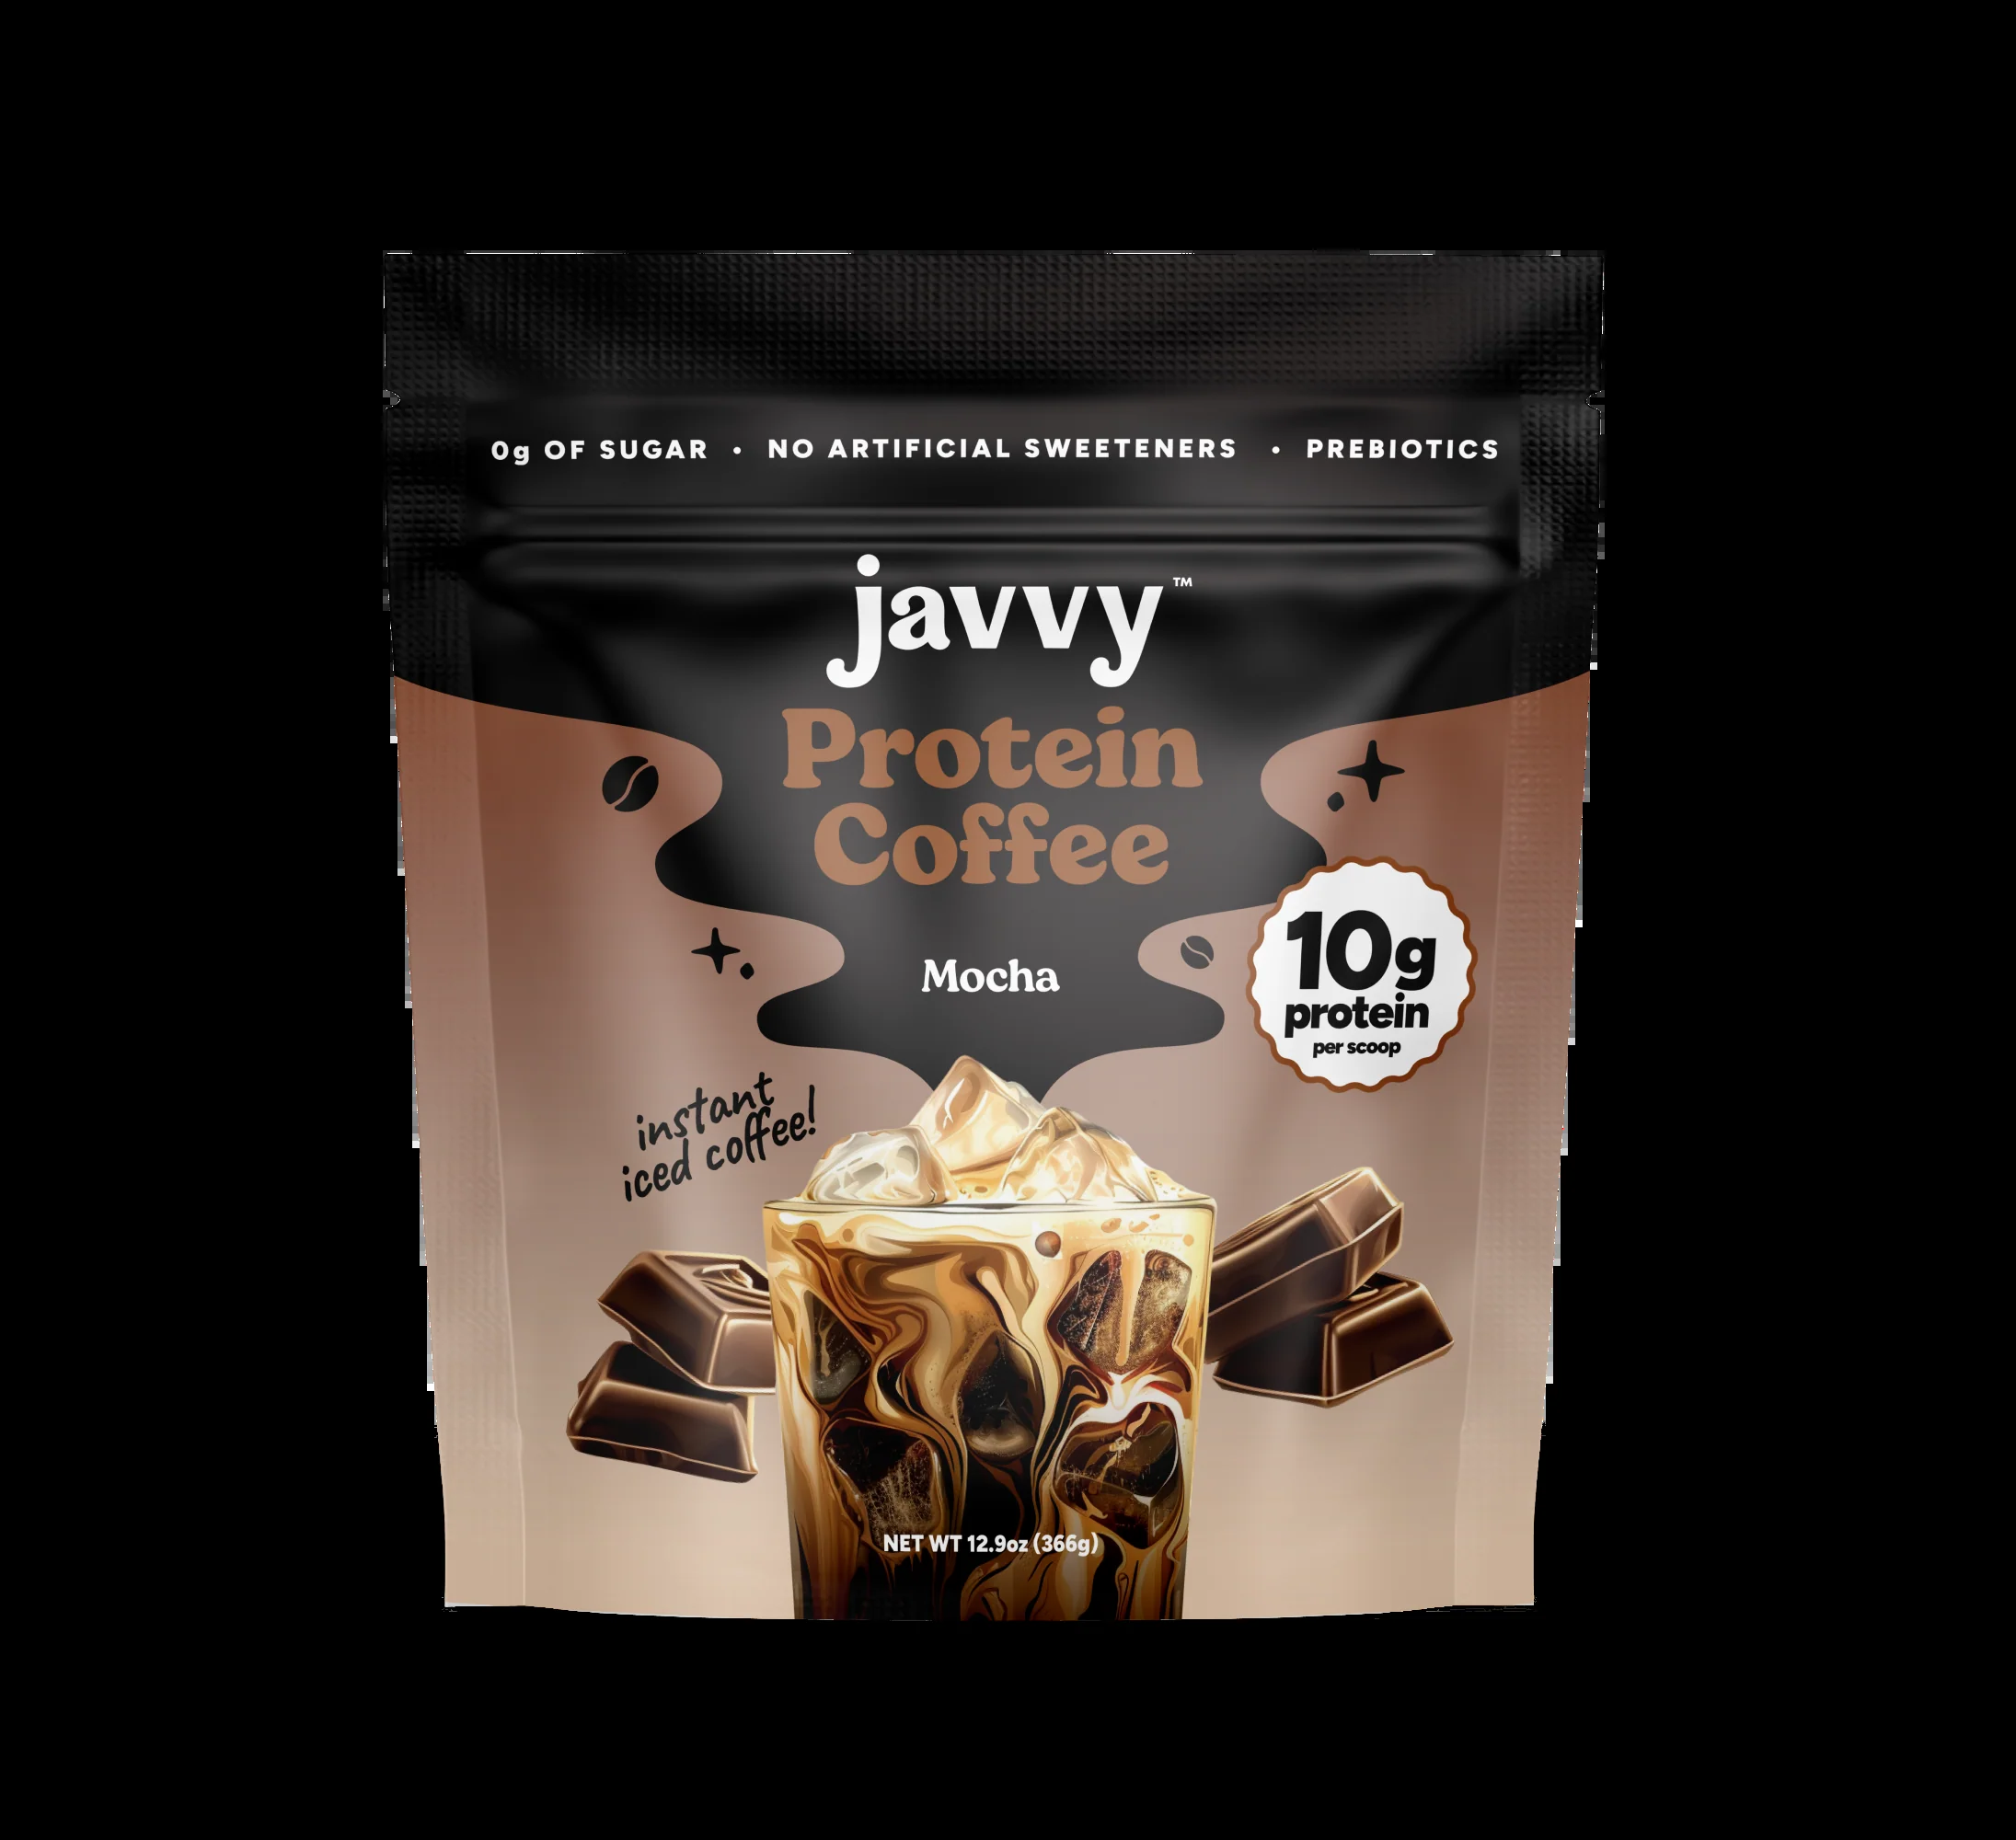 0g OF SUGAR • NO ARTIFICIAL SWEETENERS • PREBIOTICS
javvy™
Protein
Coffee
Mocha
10g
protein
per scoop
instant
iced coffee!
NET WT 12.9oz (366g)